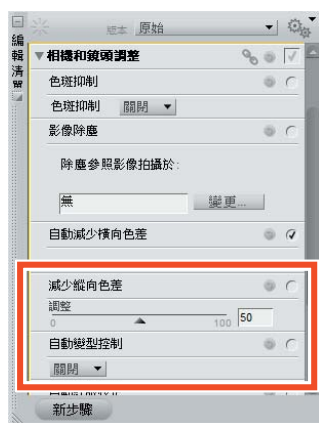 編輯清單
版本 原始
相機和鏡頭調整
色斑抑制
色斑抑制 關閉
影像除塵
除塵參照影像拍攝於:
無 變更...
自動減少橫向色差
減少縱向色差
調整
0 100 50
自動變型控制
關閉
新步驟